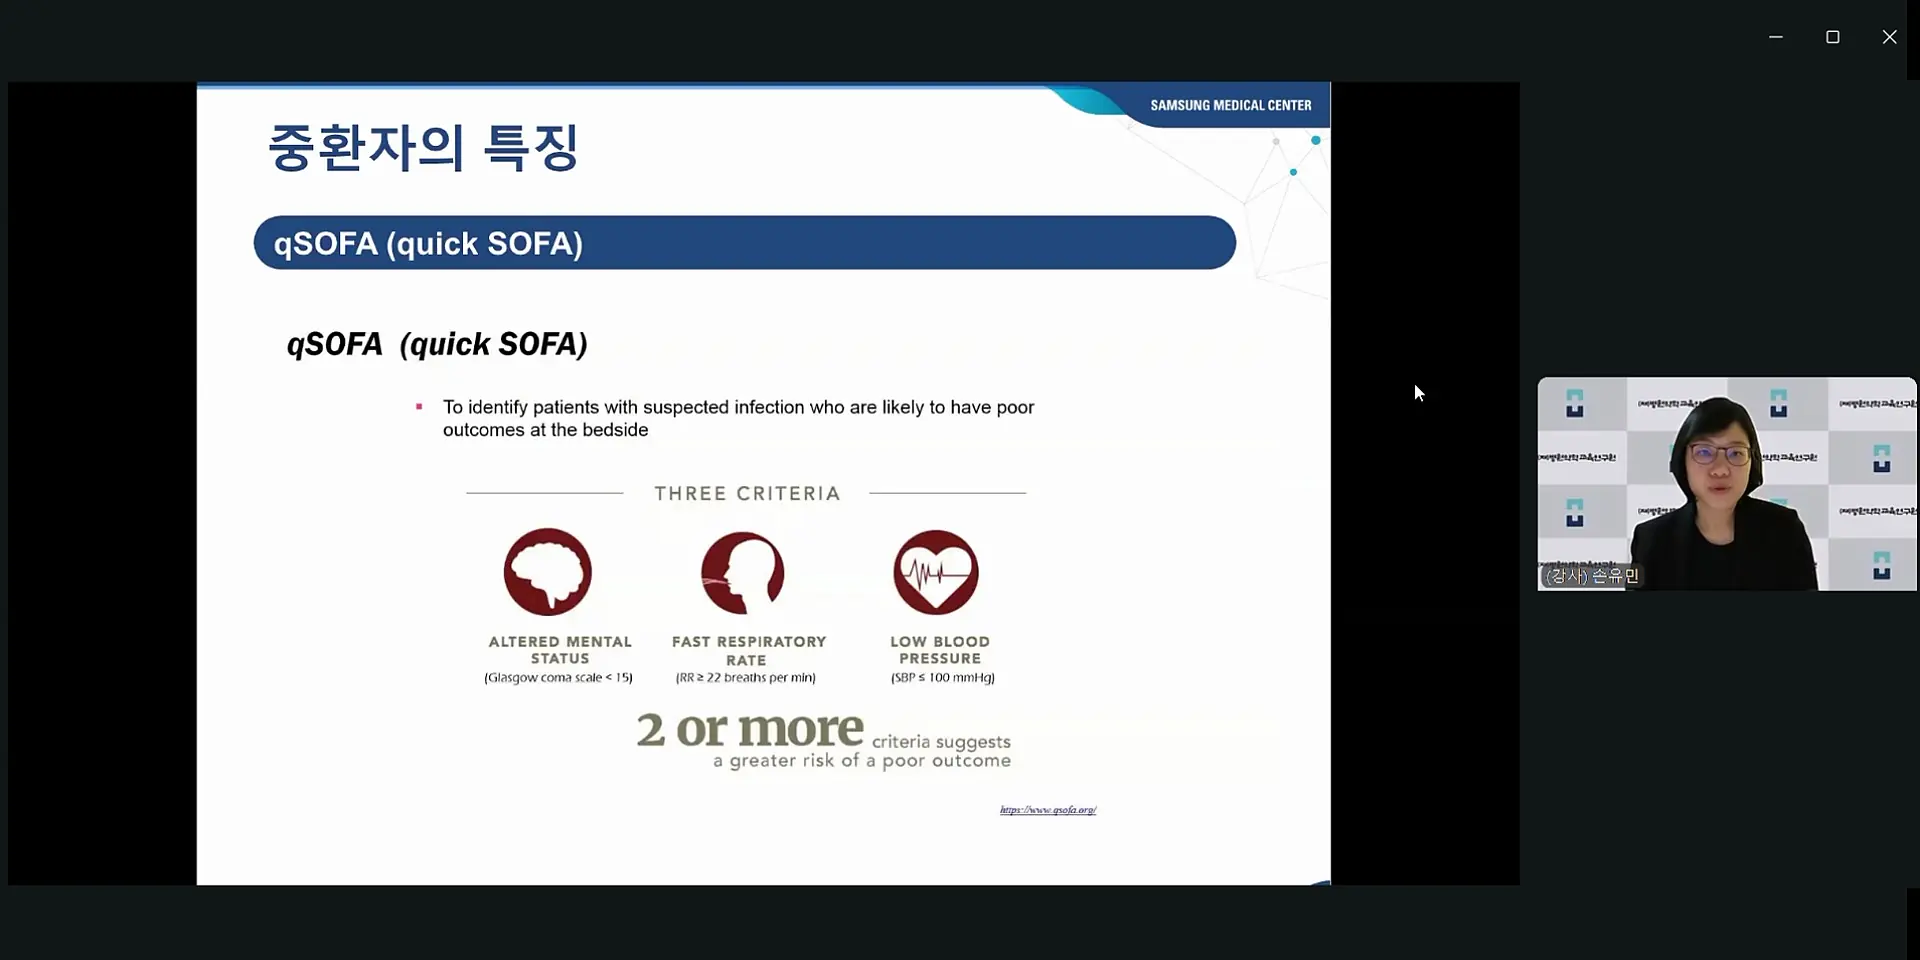 SAMSUNG MEDICAL CENTER
중환자의 특징
qSOFA (quick SOFA)
qSOFA (quick SOFA)
▪ To identify patients with suspected infection who are likely to have poor
outcomes at the bedside
THREE CRITERIA
ALTERED MENTAL
STATUS
(Glasgow coma scale < 15)
FAST RESPIRATORY
RATE
(RR ≥ 22 breaths per min)
LOW BLOOD
PRESSURE
(SBP ≤ 100 mmHg)
2 or more criteria suggests
a greater risk of a poor outcome
https://www.qsofa.org/
(강사) 손유민